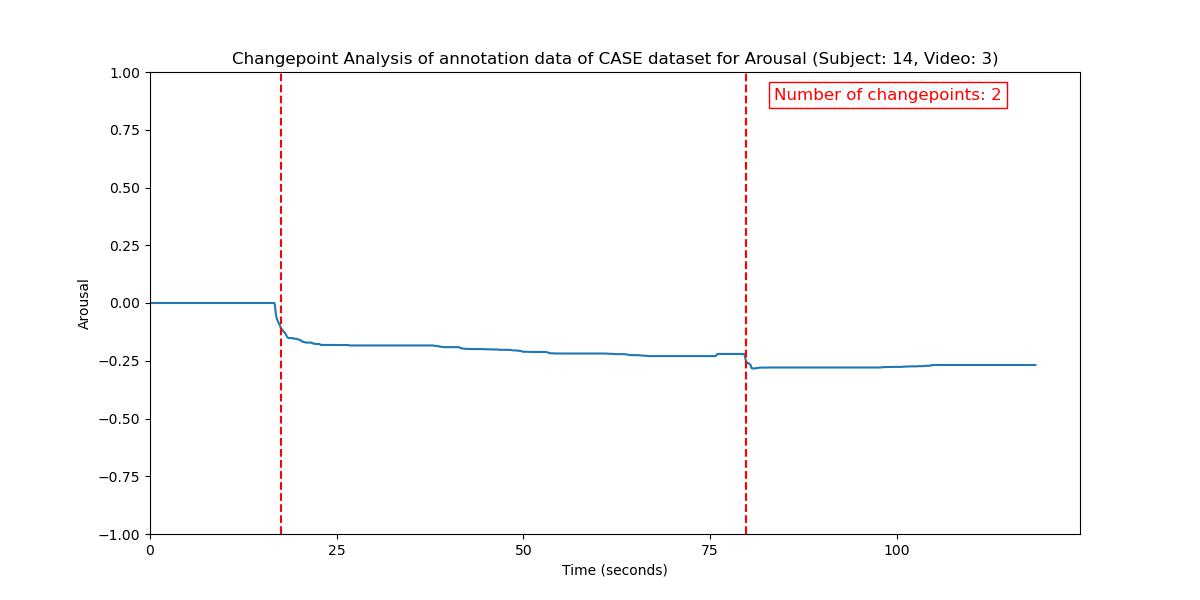 Changepoint Analysis of annotation data of CASE dataset for Arousal (Subject: 14, Video: 3)
Number of changepoints: 2
1.00
0.75
0.50
0.25
0.00
−0.25
−0.50
−0.75
−1.00
Arousal
0 25 50 75 100
Time (seconds)